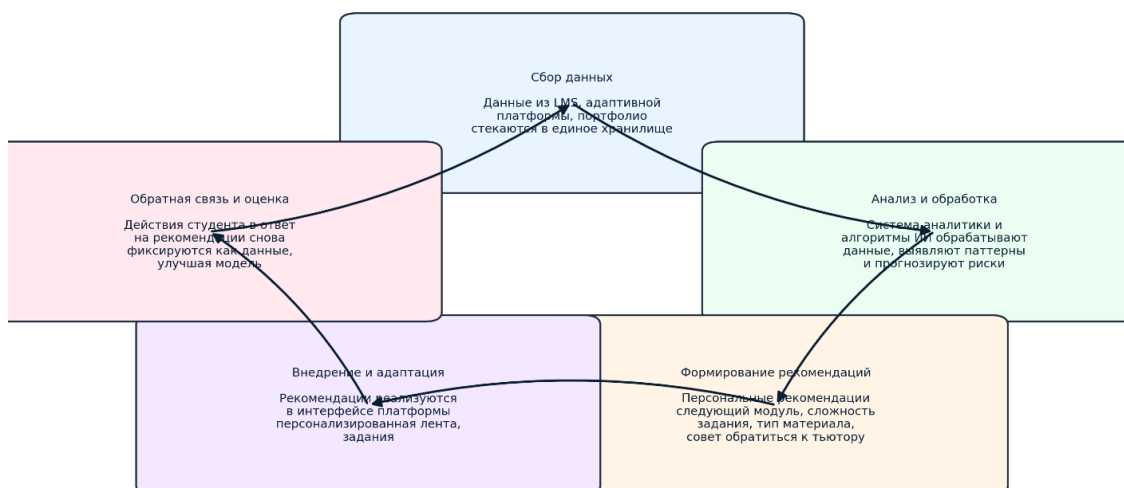 Сбор данных
Данные из LMS, адаптивной
платформы, портфолио
стекаются в единое хранилище
Обратная связь и оценка
Действия студента в ответ
на рекомендации снова
фиксируются как данные,
улучшая модель
Анализ и обработка
Система аналитики и
алгоритмы ИИ обрабатывают
данные, выявляют паттерны
и прогнозируют риски
Внедрение и адаптация
Рекомендации реализуются
в интерфейсе платформы
персонализированная лента,
задания
Формирование рекомендаций
Персональные рекомендации
следующий модуль, сложность
задания, тип материала,
совет обратиться к тьютору